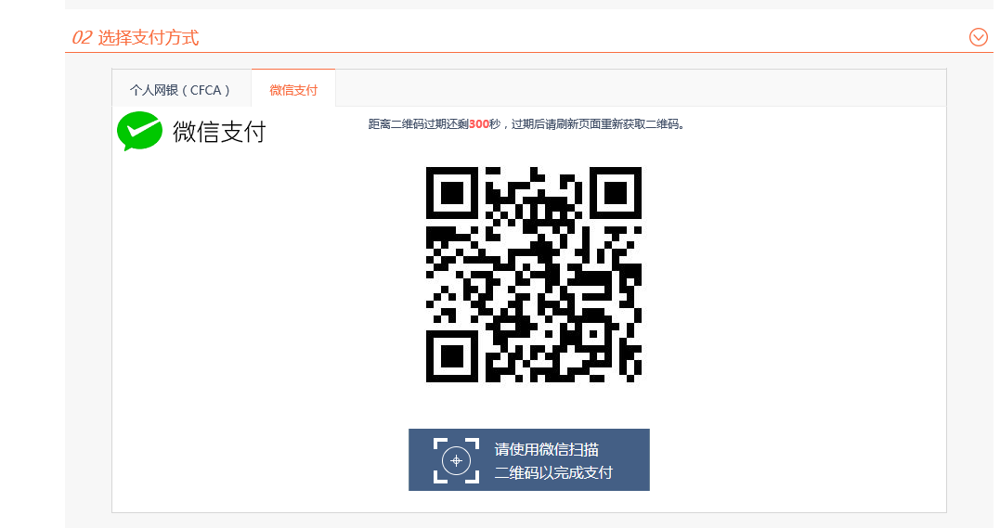 02 选择支付方式
个人网银（CFCA） 微信支付
微信支付
距离二维码过期还剩300秒，过期后请刷新页面重新获取二维码。
请使用微信扫描
二维码以完成支付